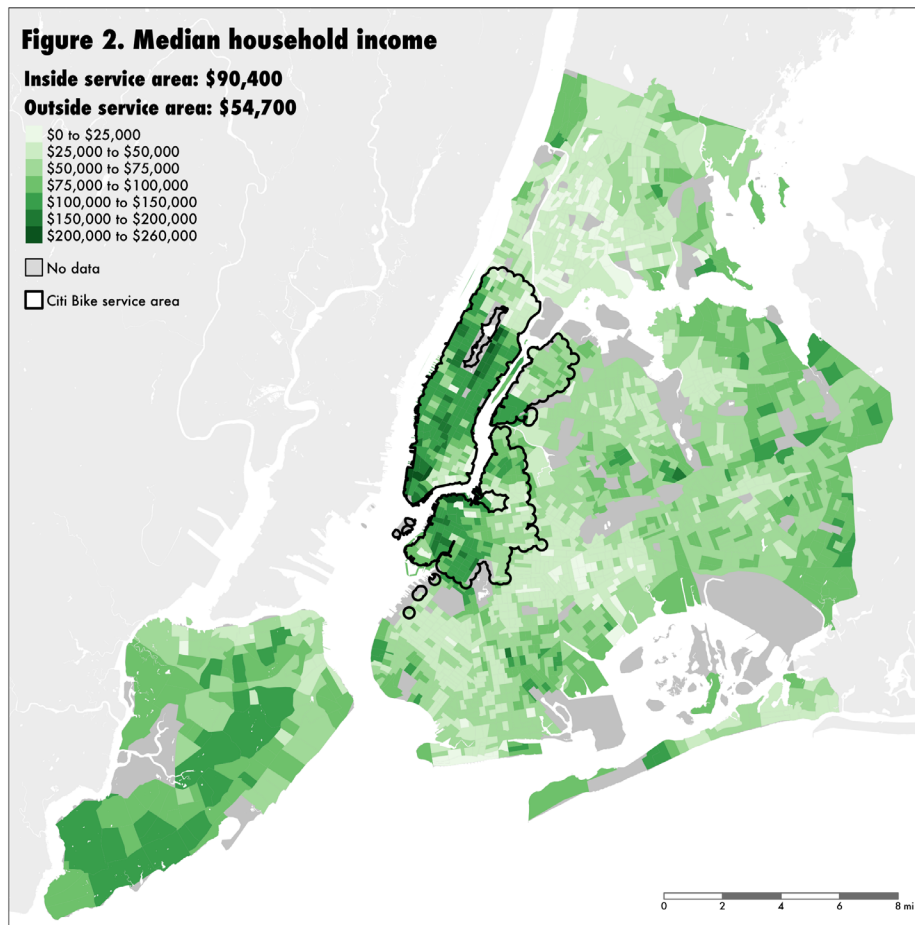 Figure 2. Median household income
Inside service area: $90,400
Outside service area: $54,700
$0 to $25,000
$25,000 to $50,000
$50,000 to $75,000
$75,000 to $100,000
$100,000 to $150,000
$150,000 to $200,000
$200,000 to $260,000
No data
Citi Bike service area
0 2 4 6 8 mi